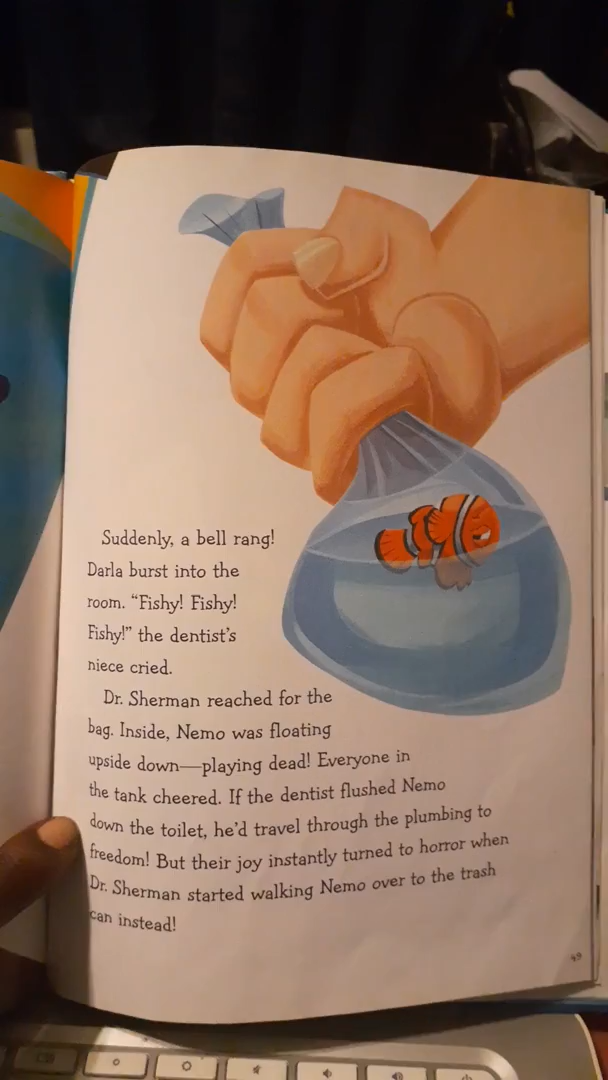 Suddenly, a bell rang!
Darla burst into the
room. “Fishy! Fishy!
Fishy!” the dentist’s
niece cried.
Dr. Sherman reached for the
bag. Inside, Nemo was floating
upside down—playing dead! Everyone in
the tank cheered. If the dentist flushed Nemo
down the toilet, he’d travel through the plumbing to
freedom! But their joy instantly turned to horror when
Dr. Sherman started walking Nemo over to the trash
can instead!
49